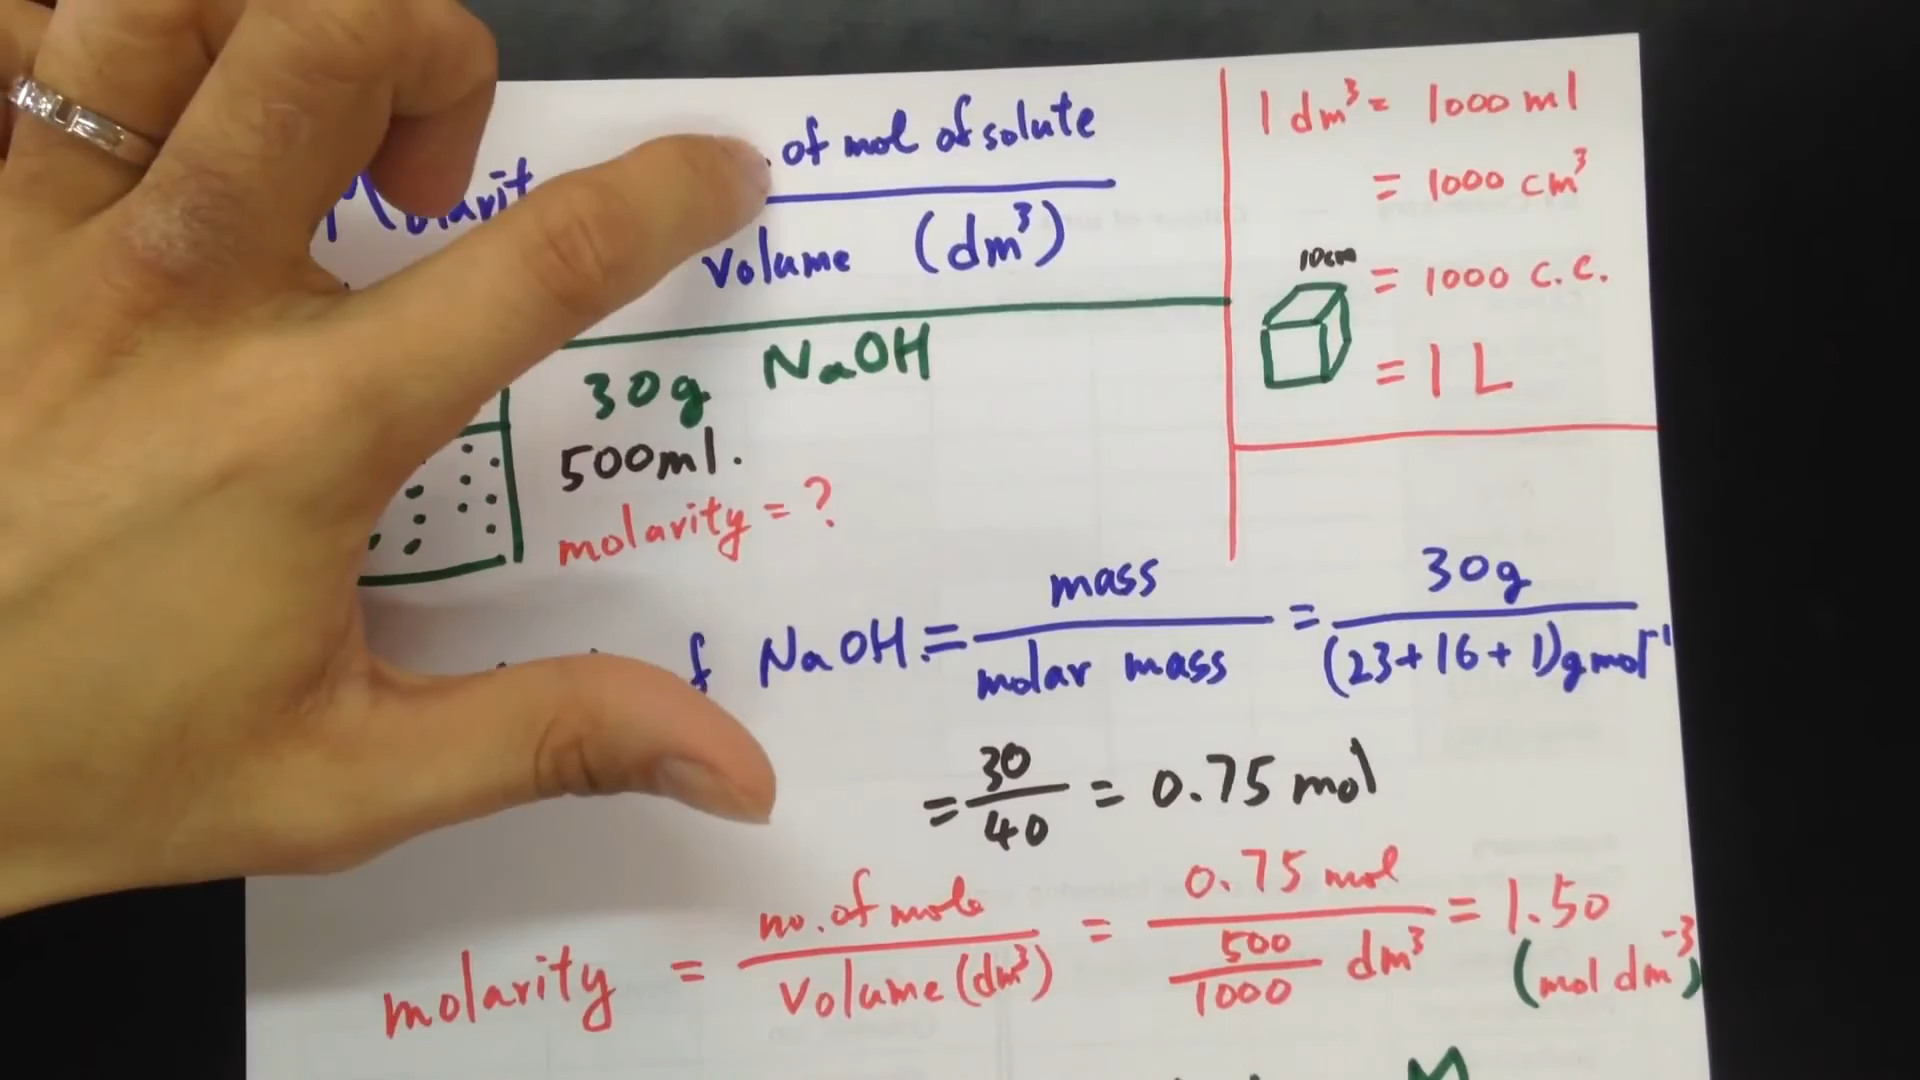 of mol of solute
volume (dm³)
1 dm³ = 1000 ml
= 1000 cm³
10cm
= 1000 c.c.
= 1 L
30g NaOH
500ml.
molarity = ?
NaOH = mass / molar mass = 30g / (23+16+1)gmol⁻¹
= 30/40 = 0.75 mol
molarity = no. of mole / volume (dm³) = 0.75 mol / (500/1000 dm³) = 1.50 (mol dm⁻³)